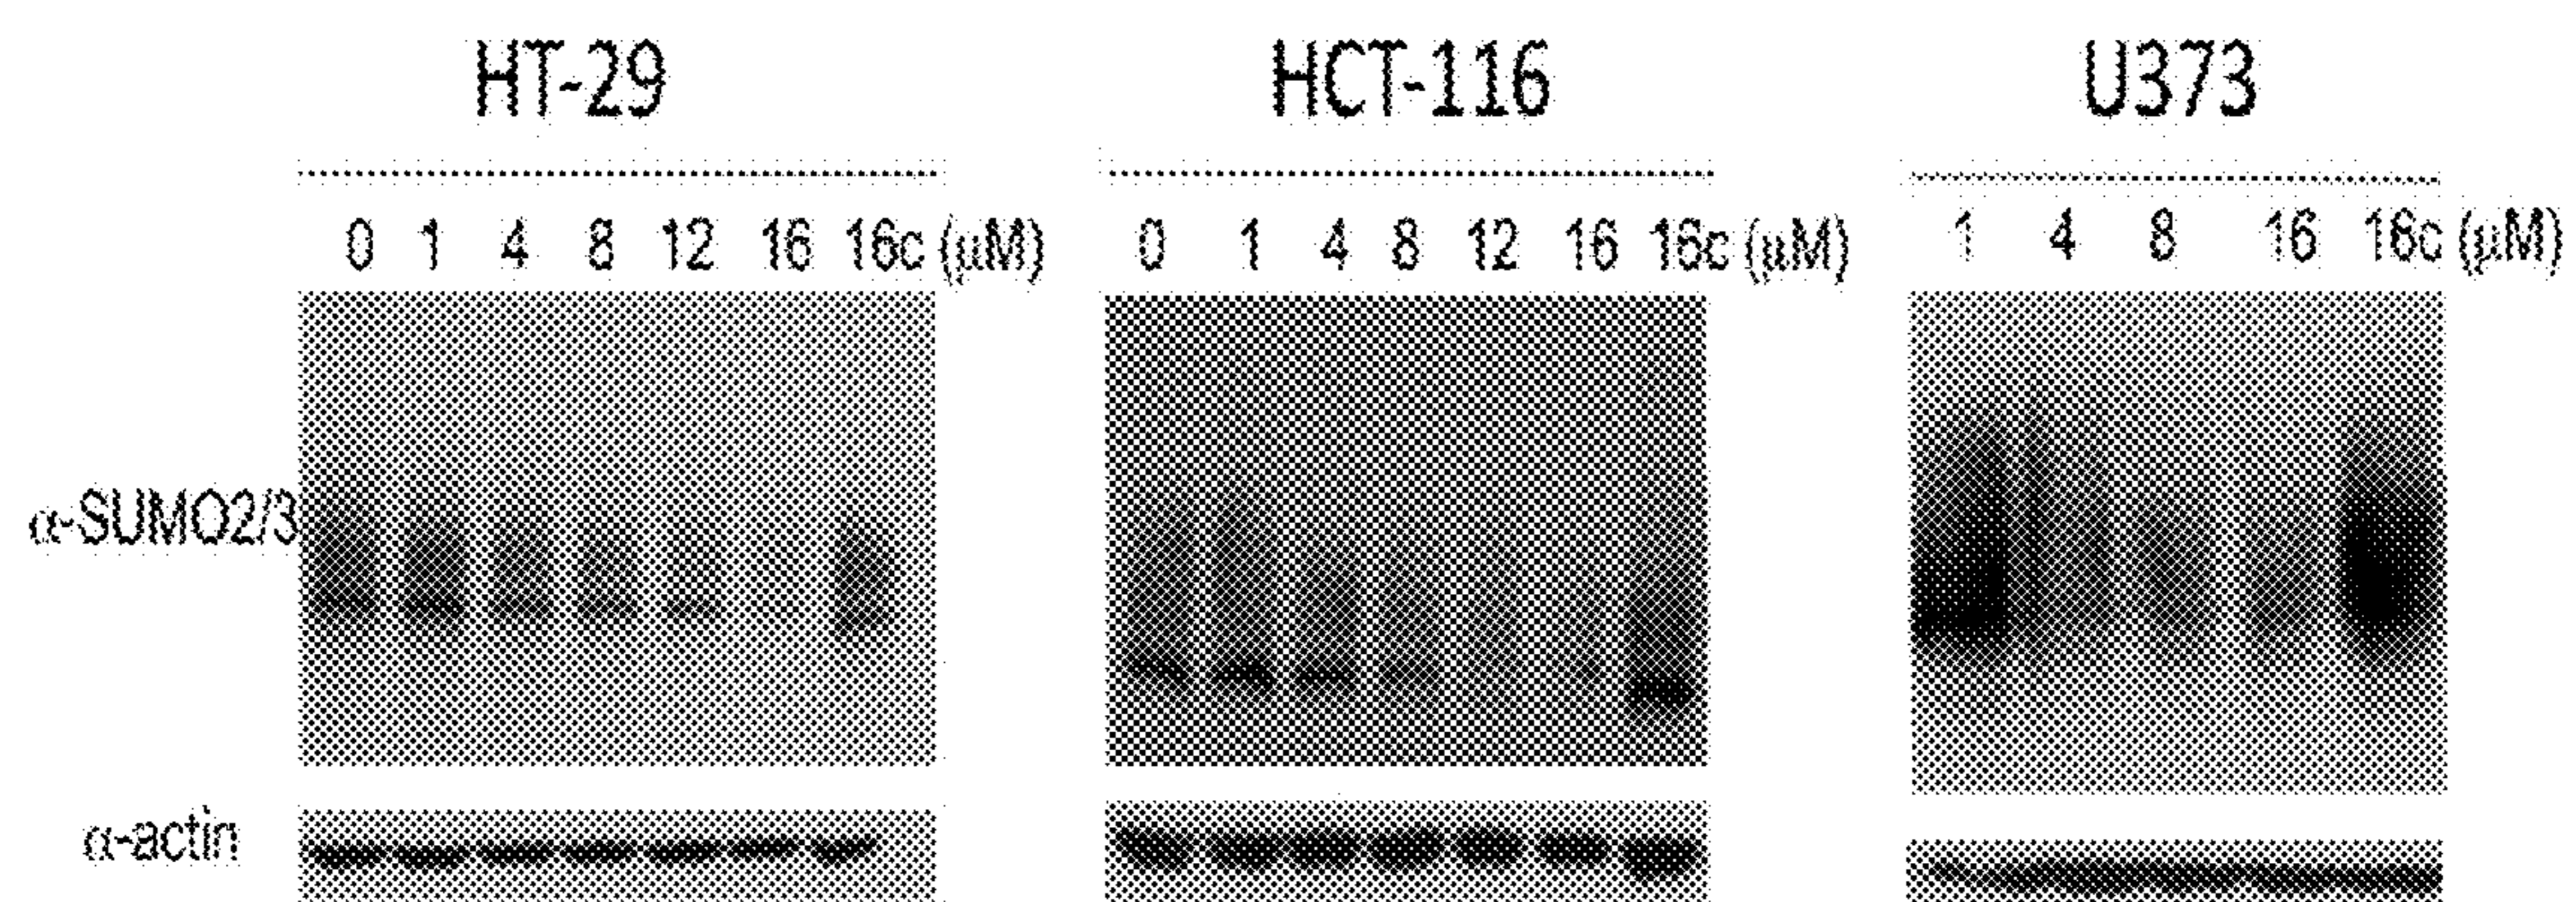 HT-29 HCT-116 U373
0 1 4 8 12 16 16c (μM) 0 1 4 8 12 16 16c (μM) 1 4 8 16 16c (μM)
α-SUMO2/3
α-actin